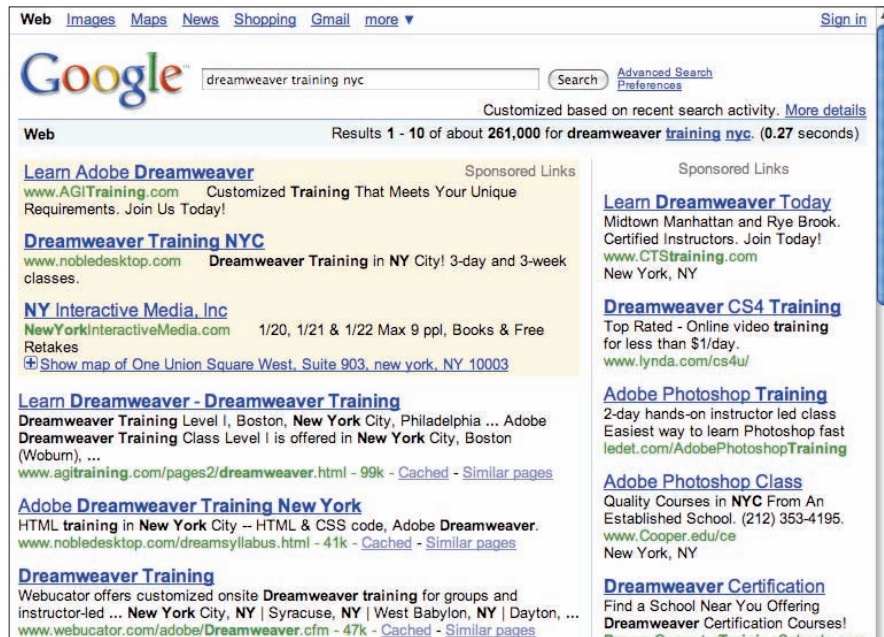 Web Images Maps News Shopping Gmail more ▼ Sign in
Google
dreamweaver training nyc
Search
Advanced Search
Preferences
Customized based on recent search activity. More details
Web Results 1 - 10 of about 261,000 for dreamweaver training nyc. (0.27 seconds)
Learn Adobe Dreamweaver Sponsored Links
www.AGITraining.com Customized Training That Meets Your Unique
Requirements. Join Us Today!
Dreamweaver Training NYC
www.nobledesktop.com Dreamweaver Training in NY City! 3-day and 3-week
classes.
NY Interactive Media, Inc
NewYorkInteractiveMedia.com 1/20, 1/21 & 1/22 Max 9 ppl, Books & Free
Retakes
Show map of One Union Square West, Suite 903, new york, NY 10003
Learn Dreamweaver - Dreamweaver Training
Dreamweaver Training Level I, Boston, New York City, Philadelphia ... Adobe
Dreamweaver Training Class Level I is offered in New York City, Boston
(Woburn), ...
www.agitraining.com/pages2/dreamweaver.html - 99k - Cached - Similar pages
Adobe Dreamweaver Training New York
HTML training in New York City -- HTML & CSS code, Adobe Dreamweaver.
www.nobledesktop.com/dreamsyllabus.html - 41k - Cached - Similar pages
Dreamweaver Training
Webucator offers customized onsite Dreamweaver training for groups and
instructor-led ... New York City, NY | Syracuse, NY | West Babylon, NY | Dayton, ...
www.webucator.com/adobe/Dreamweaver.cfm - 47k - Cached - Similar pages
Sponsored Links
Learn Dreamweaver Today
Midtown Manhattan and Rye Brook.
Certified Instructors. Join Today!
www.CTStraining.com
New York, NY
Dreamweaver CS4 Training
Top Rated - Online video training
for less than $1/day.
www.lynda.com/cs4u/
Adobe Photoshop Training
2-day hands-on instructor led class
Easiest way to learn Photoshop fast
ledet.com/AdobePhotoshopTraining
Adobe Photoshop Class
Quality Courses in NYC From An
Established School. (212) 353-4195.
www.Cooper.edu/ce
New York, NY
Dreamweaver Certification
Find a School Near You Offering
Dreamweaver Certification Courses!